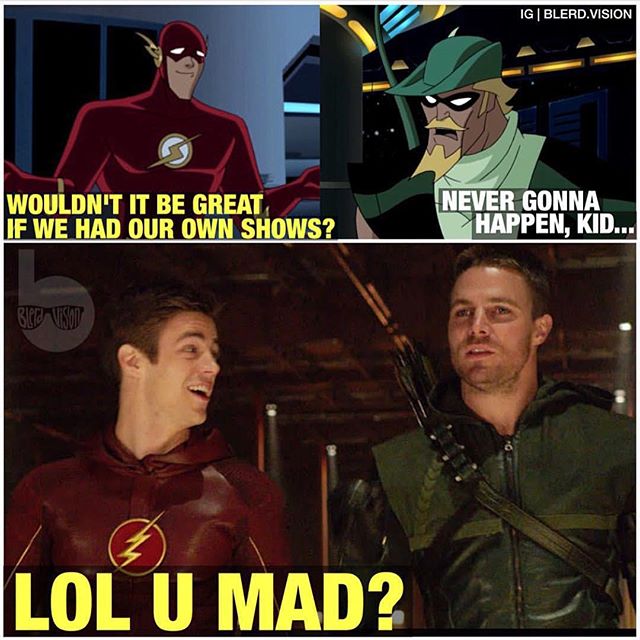 IG | BLERD.VISION
WOULDN'T IT BE GREAT
IF WE HAD OUR OWN SHOWS?
NEVER GONNA
HAPPEN, KID...
b
BLERD VISION
LOL U MAD?